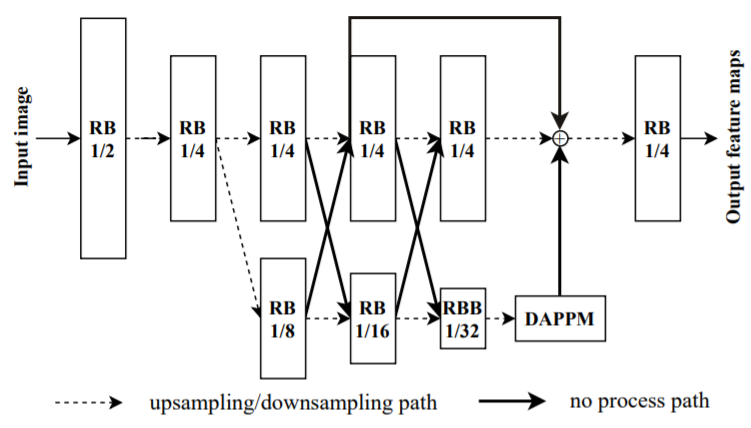 Input image
RB
1/2
RB
1/4
RB
1/4
RB
1/4
RB
1/4
RB
1/4
Output feature maps
RB
1/8
RB
1/16
RBB
1/32
DAPPM
upsampling/downsampling path
no process path